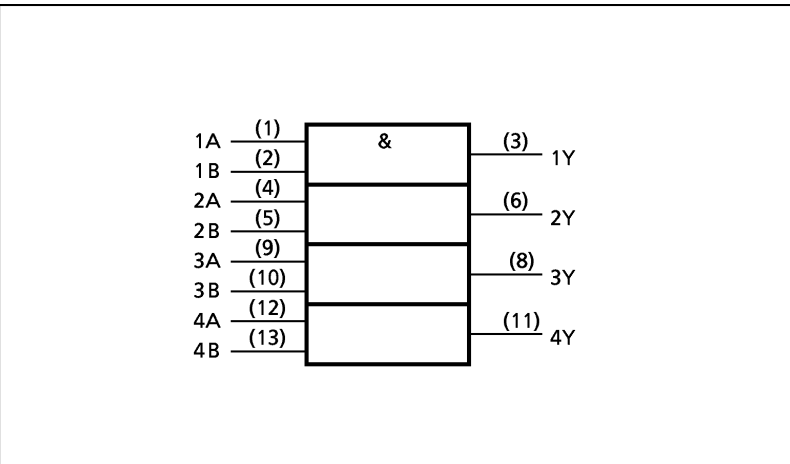 1A (1) & (3) 1Y
1B (2)
2A (4) (6) 2Y
2B (5)
3A (9) (8) 3Y
3B (10)
4A (12) (11) 4Y
4B (13)